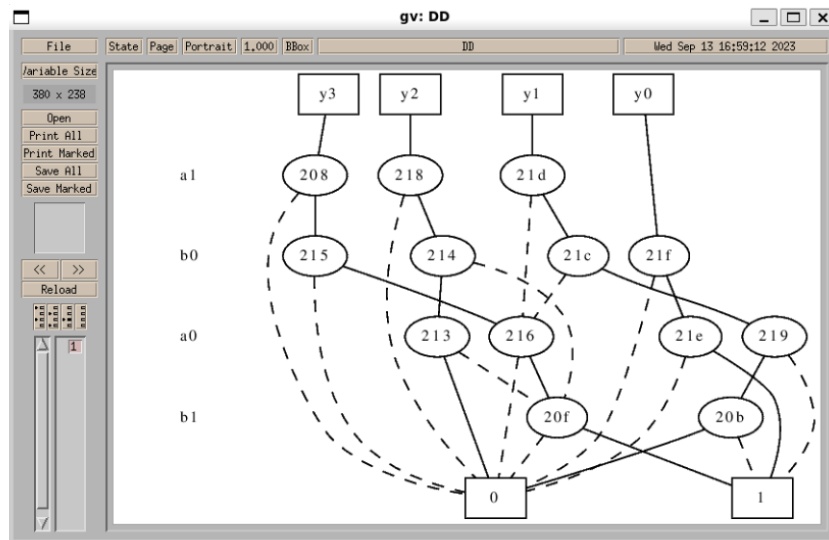 gv: DD
File State Page Portrait 1.000 BBox DD Wed Sep 13 16:59:12 2023
Variable Size
380 x 238
Open
Print All
Print Marked
Save All
Save Marked
<< >>
Reload
1
y3 y2 y1 y0
a1 208 218 21d
b0 215 214 21c 21f
a0 213 216 21e 219
b1 20f 20b
0 1